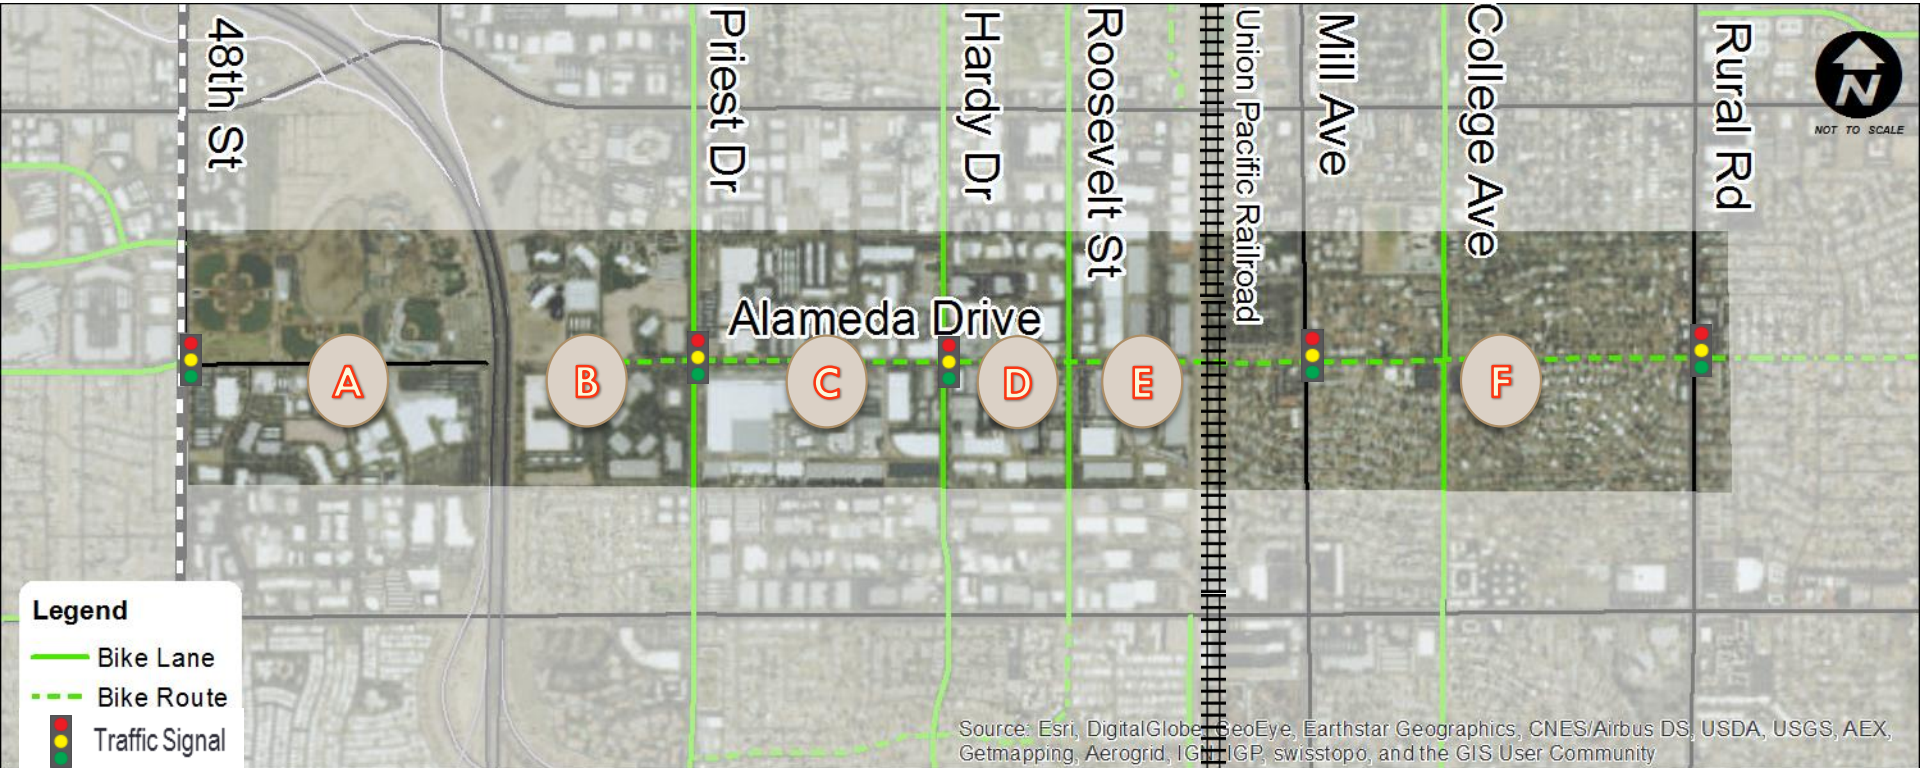 48th St
Priest Dr
Hardy Dr
Roosevelt St
Union Pacific Railroad
Mill Ave
College Ave
Rural Rd
N
NOT TO SCALE
Alameda Drive
A
B
C
D
E
F
Legend
Bike Lane
Bike Route
Traffic Signal
Source: Esri, DigitalGlobe, GeoEye, Earthstar Geographics, CNES/Airbus DS, USDA, USGS, AEX,
Getmapping, Aerogrid, IGN, IGP, swisstopo, and the GIS User Community